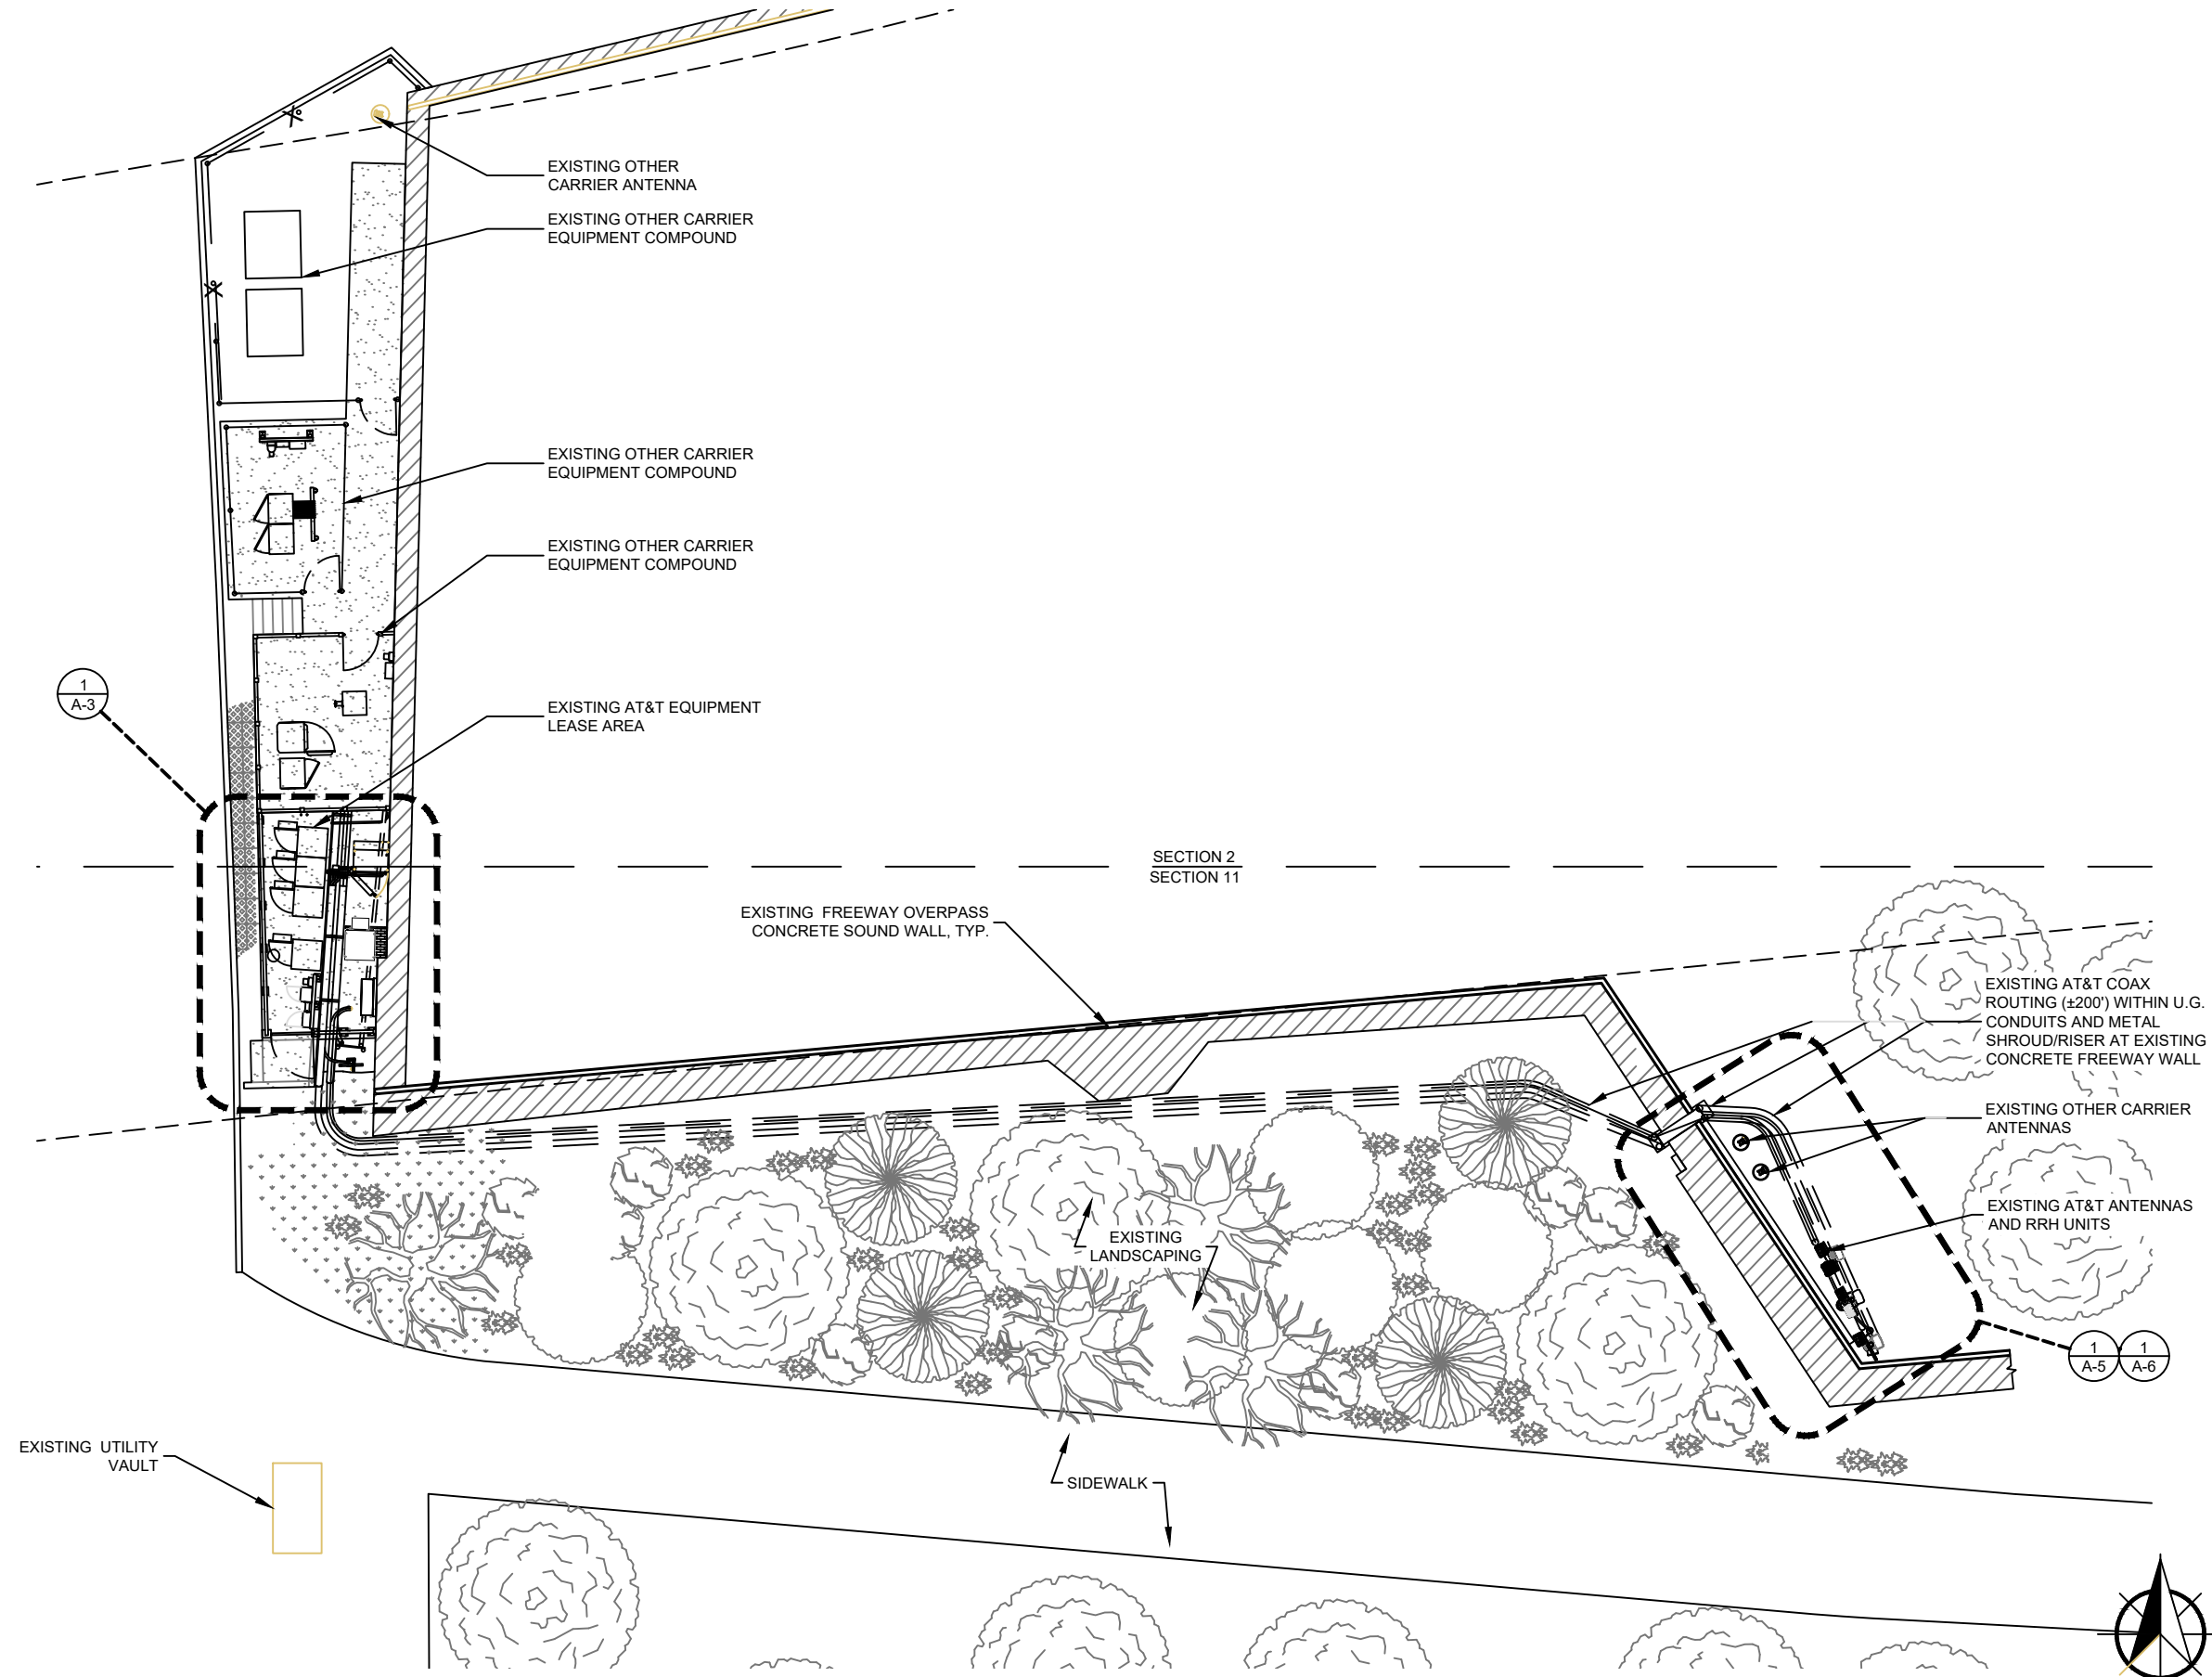 EXISTING OTHER
CARRIER ANTENNA
EXISTING OTHER CARRIER
EQUIPMENT COMPOUND
EXISTING OTHER CARRIER
EQUIPMENT COMPOUND
EXISTING OTHER CARRIER
EQUIPMENT COMPOUND
1
A-3
EXISTING AT&T EQUIPMENT
LEASE AREA
SECTION 2
SECTION 11
EXISTING FREEWAY OVERPASS
CONCRETE SOUND WALL, TYP.
EXISTING AT&T COAX
ROUTING (±200') WITHIN U.G.
CONDUITS AND METAL
SHROUD/RISER AT EXISTING
CONCRETE FREEWAY WALL
EXISTING OTHER CARRIER
ANTENNAS
EXISTING AT&T ANTENNAS
AND RRH UNITS
EXISTING
LANDSCAPING
1
A-5
1
A-6
EXISTING UTILITY
VAULT
SIDEWALK